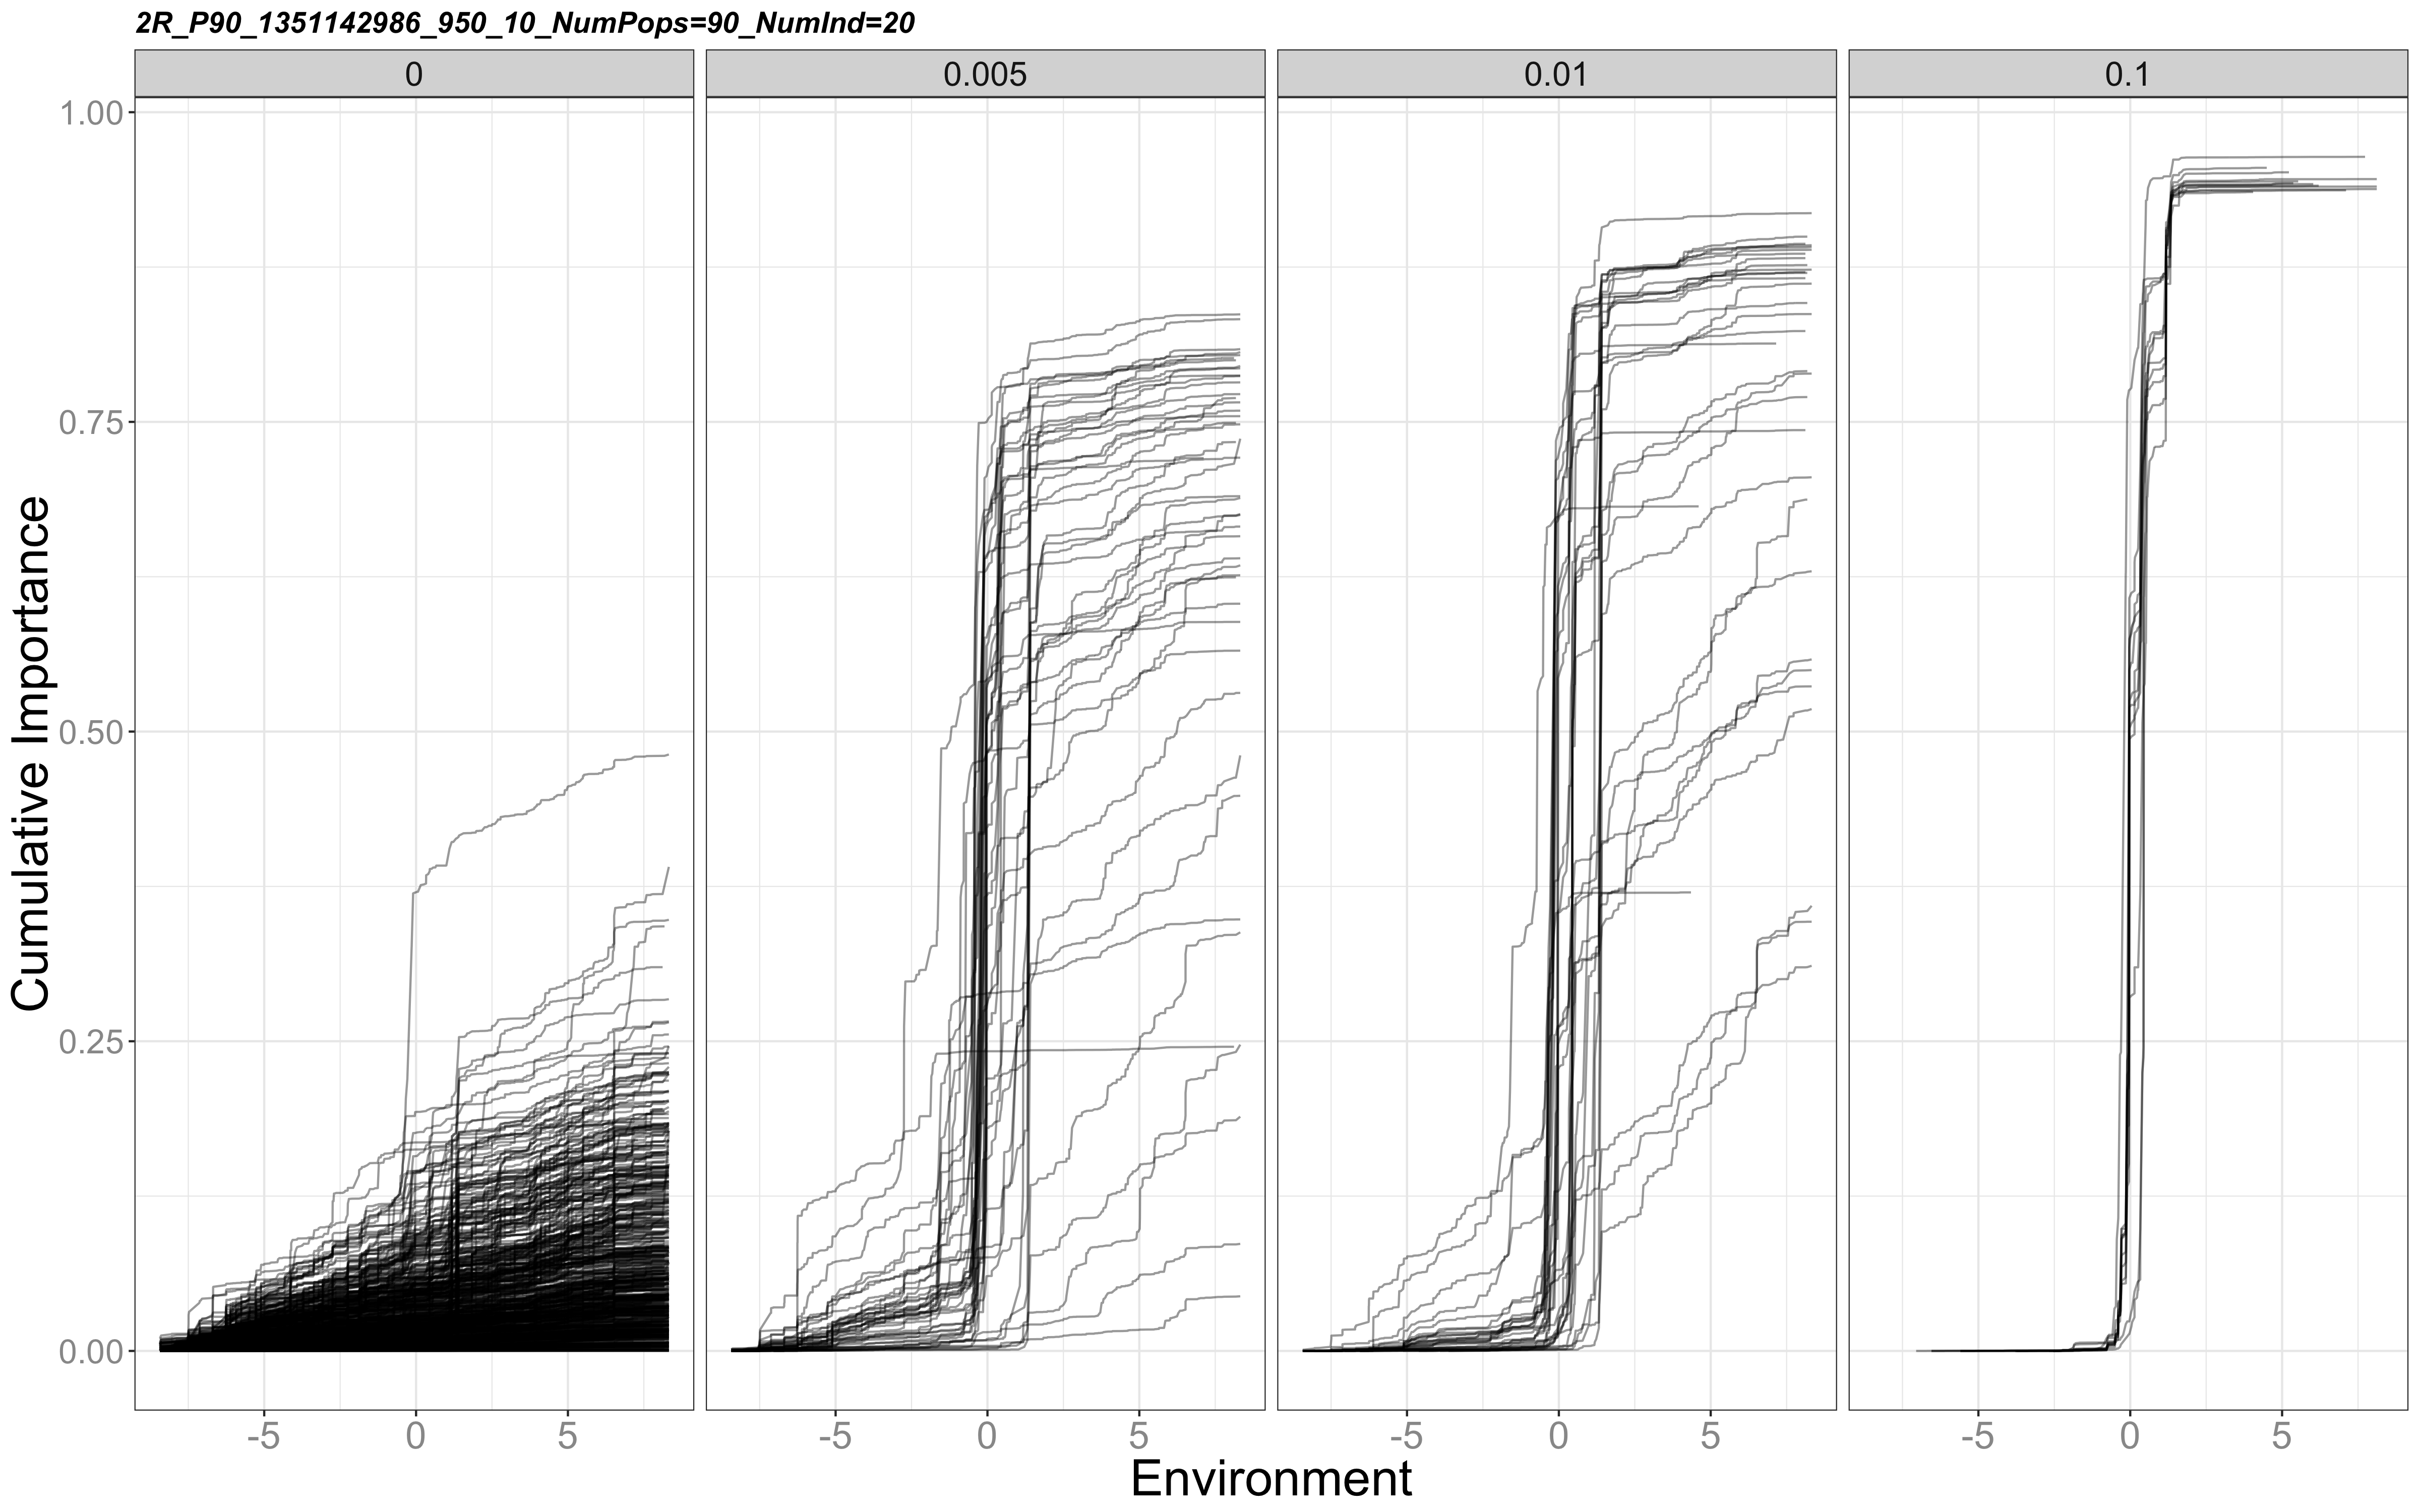 2R_P90_1351142986_950_10_NumPops=90_NumInd=20
0 0.005 0.01 0.1
Cumulative Importance
1.00
0.75
0.50
0.25
0.00
-5 0 5 -5 0 5 -5 0 5 -5 0 5
Environment